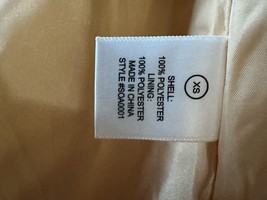 XS
SHELL:
100% POLYESTER
LINING:
100% POLYESTER
MADE IN CHINA
STYLE #SOA0001